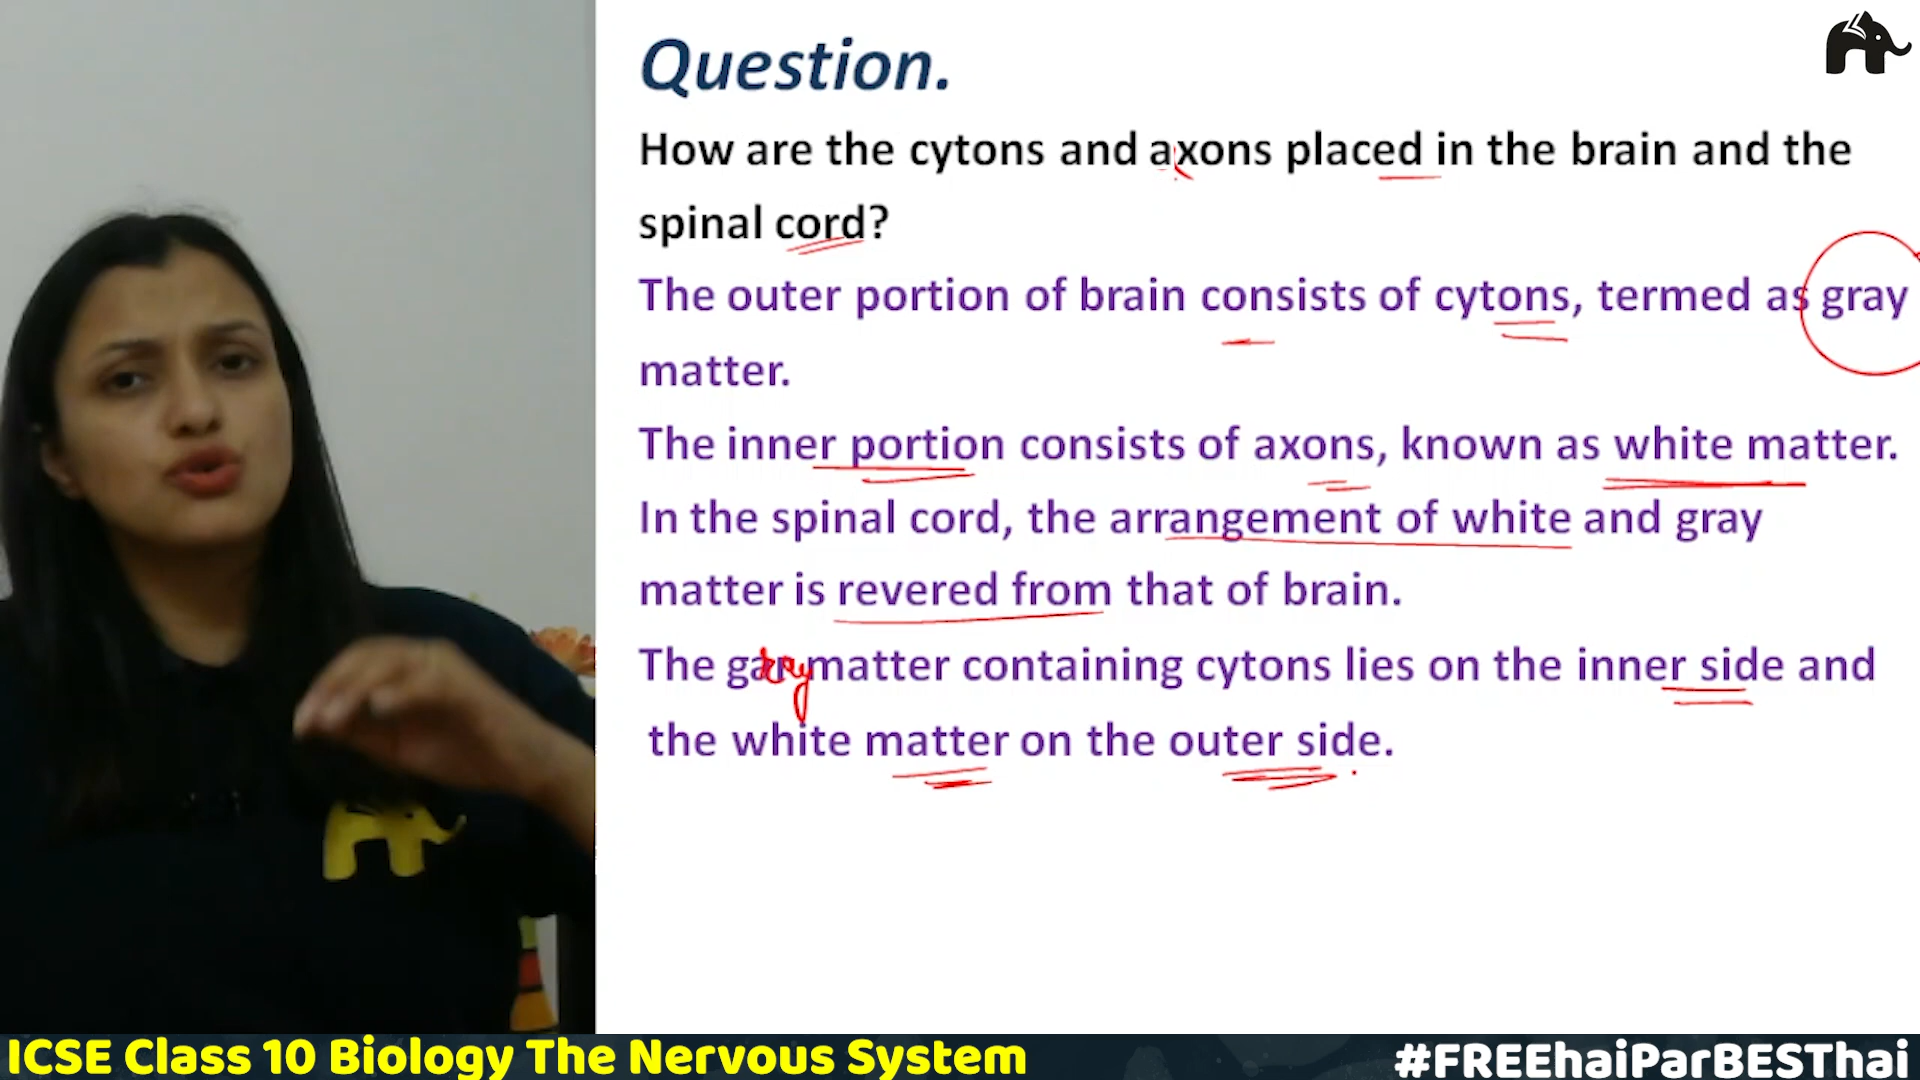 Question.
How are the cytons and axons placed in the brain and the
spinal cord?
The outer portion of brain consists of cytons, termed as gray
matter.
The inner portion consists of axons, known as white matter.
In the spinal cord, the arrangement of white and gray
matter is revered from that of brain.
The gary matter containing cytons lies on the inner side and
the white matter on the outer side.
ICSE Class 10 Biology The Nervous System
#FREEhaiParBESThai